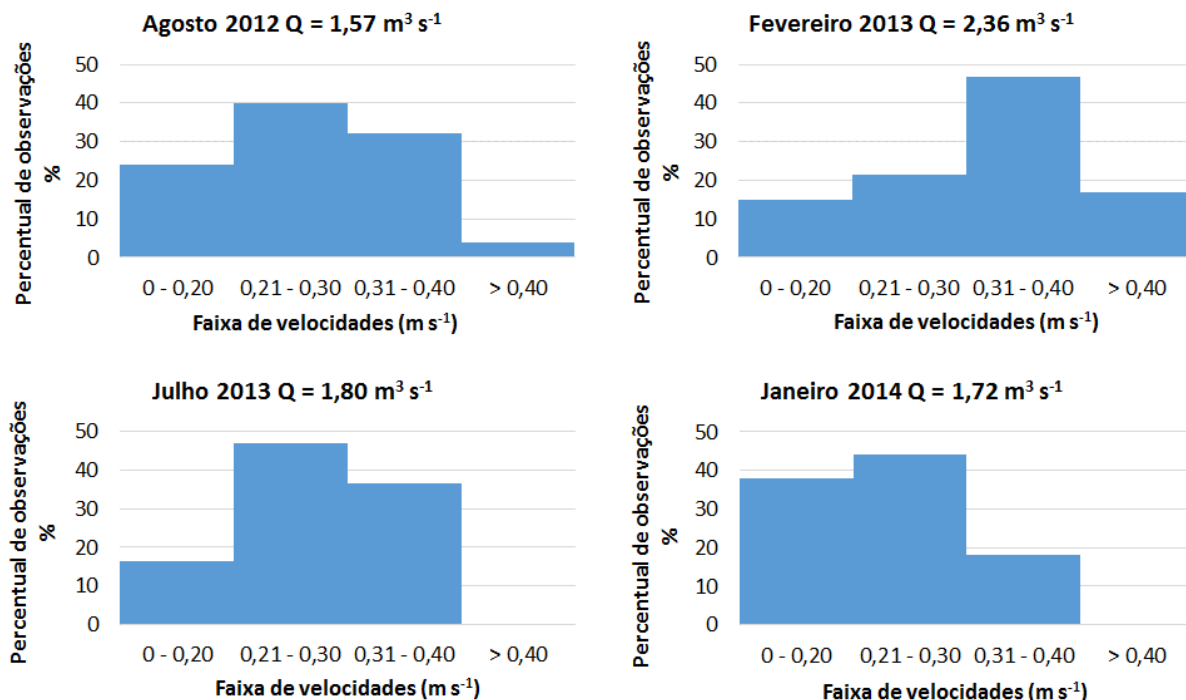 Agosto 2012 Q = 1,57 m³ s⁻¹
Percentual de observações
%
50
40
30
20
10
0
0 - 0,20 0,21 - 0,30 0,31 - 0,40 > 0,40
Faixa de velocidades (m s⁻¹)
Fevereiro 2013 Q = 2,36 m³ s⁻¹
Percentual de observações
%
50
40
30
20
10
0
0 - 0,20 0,21 - 0,30 0,31 - 0,40 > 0,40
Faixa de velocidades (m s⁻¹)
Julho 2013 Q = 1,80 m³ s⁻¹
Percentual de observações
%
50
40
30
20
10
0
0 - 0,20 0,21 - 0,30 0,31 - 0,40 > 0,40
Faixa de velocidades (m s⁻¹)
Janeiro 2014 Q = 1,72 m³ s⁻¹
Percentual de observações
%
50
40
30
20
10
0
0 - 0,20 0,21 - 0,30 0,31 - 0,40 > 0,40
Faixa de velocidades (m s⁻¹)